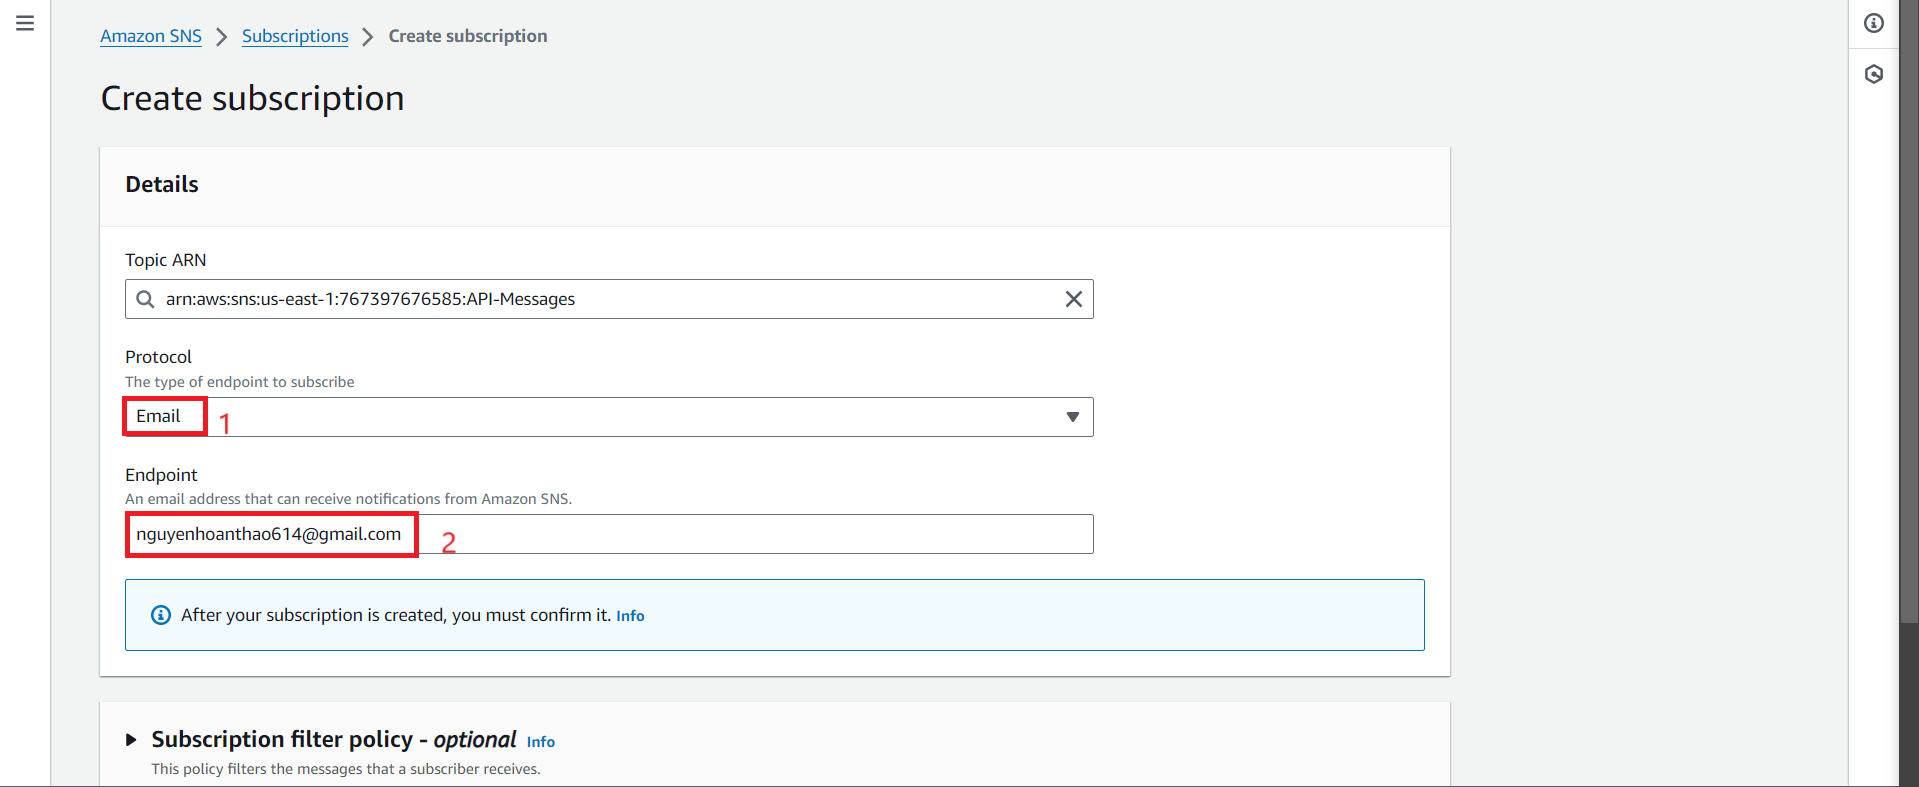 Amazon SNS > Subscriptions > Create subscription
Create subscription
Details
Topic ARN
arn:aws:sns:us-east-1:767397676585:API-Messages
Protocol
The type of endpoint to subscribe
Email 1
Endpoint
An email address that can receive notifications from Amazon SNS.
nguyenhoanthao614@gmail.com 2
After your subscription is created, you must confirm it. Info
Subscription filter policy - optional Info
This policy filters the messages that a subscriber receives.